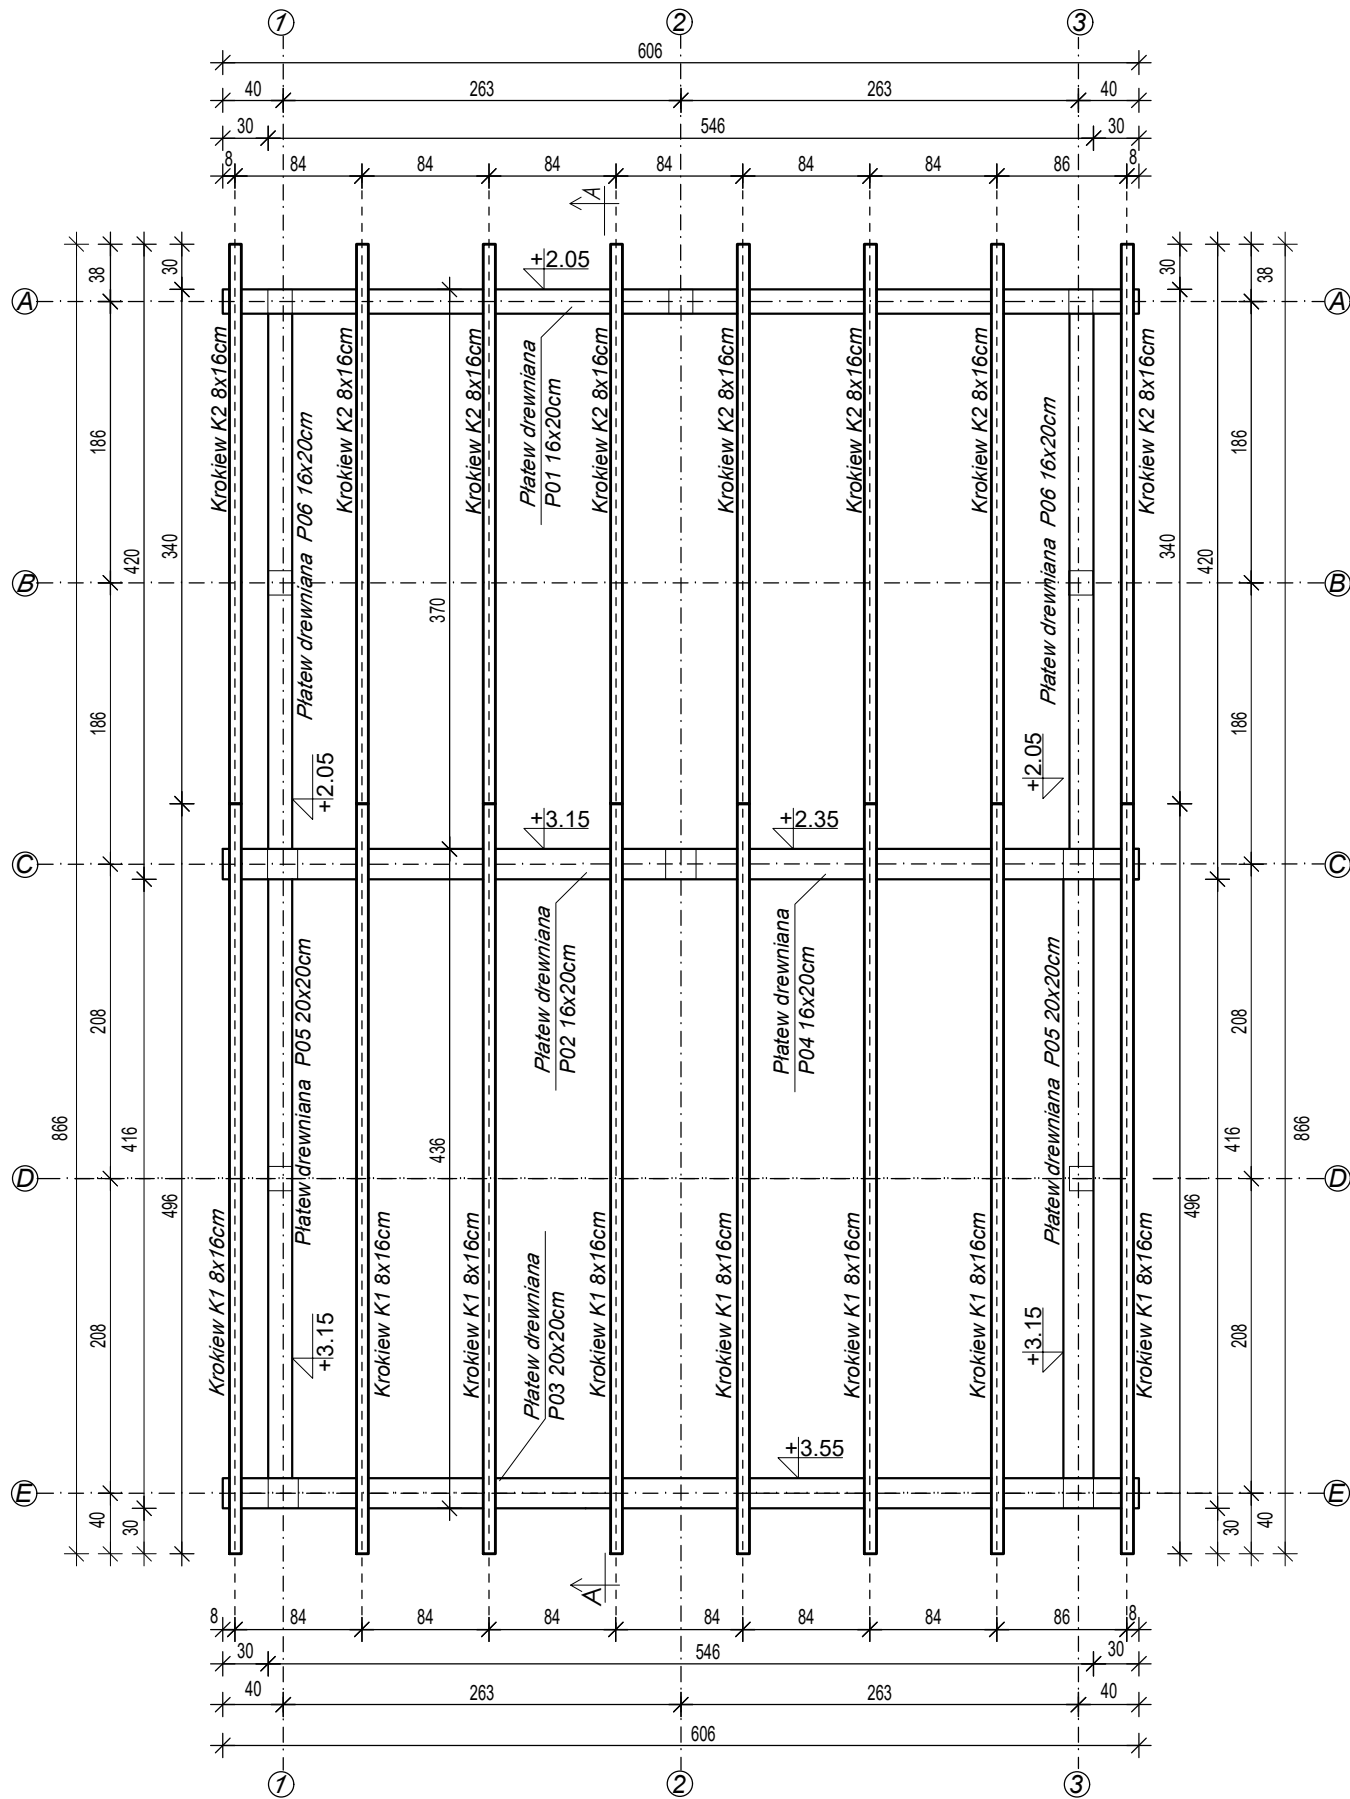 1
2
3
606
40
263
263
40
30
546
30
8
84
84
84
84
84
84
86
8
A
38
30
30
38
+2.05
A
A
Krokiew K2 8x16cm
Krokiew K2 8x16cm
Krokiew K2 8x16cm
Krokiew K2 8x16cm
Krokiew K2 8x16cm
Krokiew K2 8x16cm
Krokiew K2 8x16cm
Krokiew K2 8x16cm
Płatew drewniana
P01 16x20cm
Płatew drewniana P06 16x20cm
Płatew drewniana P06 16x20cm
186
186
420
340
340
420
B
B
370
186
186
+2.05
+2.05
+3.15
+2.35
C
C
Płatew drewniana
P02 16x20cm
Płatew drewniana
P04 16x20cm
Płatew drewniana P05 20x20cm
Płatew drewniana P05 20x20cm
208
208
866
416
436
416
866
D
D
496
496
Krokiew K1 8x16cm
Krokiew K1 8x16cm
Krokiew K1 8x16cm
Krokiew K1 8x16cm
Krokiew K1 8x16cm
Krokiew K1 8x16cm
Krokiew K1 8x16cm
Krokiew K1 8x16cm
Płatew drewniana
P03 20x20cm
208
208
+3.15
+3.15
+3.55
E
E
40
30
30
40
A
8
84
84
84
84
84
84
86
8
30
546
30
40
263
263
40
606
1
2
3